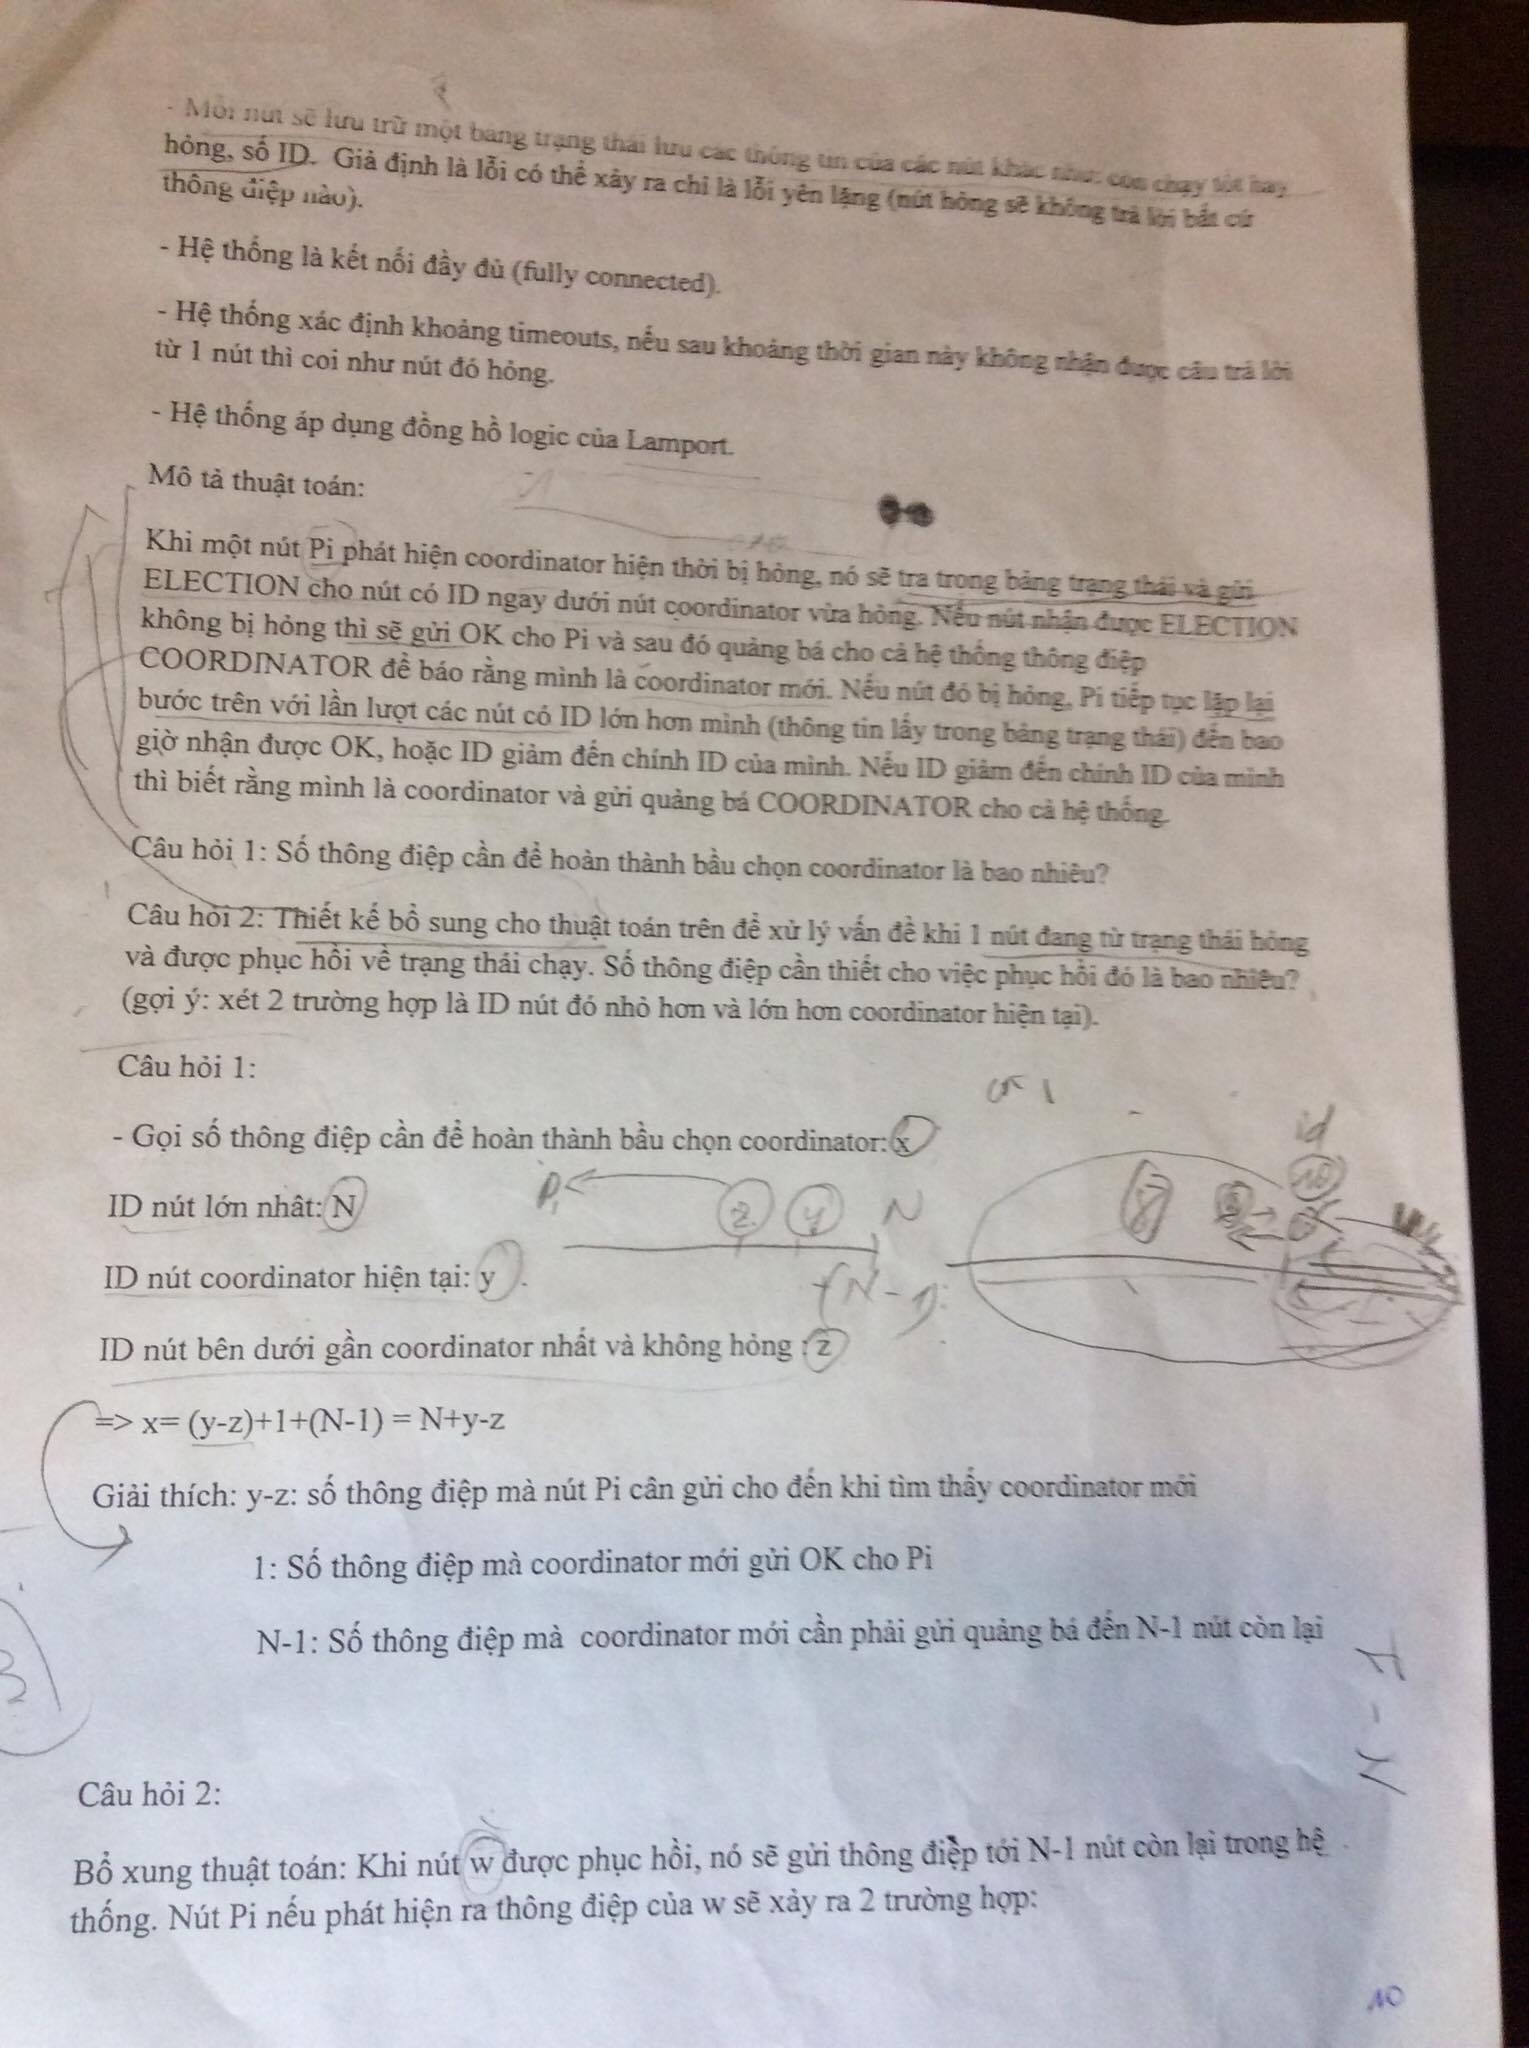 - Mỗi nút sẽ lưu trữ một bảng trạng thái lưu các thông tin của các nút khác như: còn chạy tốt hay
hỏng, số ID. Giả định là lỗi có thể xảy ra chỉ là lỗi yên lặng (nút hỏng sẽ không trả lời bất cứ
thông điệp nào).
- Hệ thống là kết nối đầy đủ (fully connected).
- Hệ thống xác định khoảng timeouts, nếu sau khoảng thời gian này không nhận được câu trả lời
từ 1 nút thì coi như nút đó hỏng.
- Hệ thống áp dụng đồng hồ logic của Lamport.
Mô tả thuật toán:
Khi một nút Pi phát hiện coordinator hiện thời bị hỏng, nó sẽ tra trong bảng trạng thái và gửi
ELECTION cho nút có ID ngay dưới nút coordinator vừa hỏng. Nếu nút nhận được ELECTION
không bị hỏng thì sẽ gửi OK cho Pi và sau đó quảng bá cho cả hệ thống thông điệp
COORDINATOR để báo rằng mình là coordinator mới. Nếu nút đó bị hỏng, Pi tiếp tục lặp lại
bước trên với lần lượt các nút có ID lớn hơn mình (thông tin lấy trong bảng trạng thái) đến bao
giờ nhận được OK, hoặc ID giảm đến chính ID của mình. Nếu ID giảm đến chính ID của mình
thì biết rằng mình là coordinator và gửi quảng bá COORDINATOR cho cả hệ thống.
Câu hỏi 1: Số thông điệp cần để hoàn thành bầu chọn coordinator là bao nhiêu?
Câu hỏi 2: Thiết kế bổ sung cho thuật toán trên để xử lý vấn đề khi 1 nút đang từ trạng thái hỏng
và được phục hồi về trạng thái chạy. Số thông điệp cần thiết cho việc phục hồi đó là bao nhiêu?
(gợi ý: xét 2 trường hợp là ID nút đó nhỏ hơn và lớn hơn coordinator hiện tại).
Câu hỏi 1:
- Gọi số thông điệp cần để hoàn thành bầu chọn coordinator: x
id
ID nút lớn nhât: N
Pi z y N
ID nút coordinator hiện tại: y
(N-1)
ID nút bên dưới gần coordinator nhất và không hỏng : z
=> x= (y-z)+1+(N-1) = N+y-z
Giải thích: y-z: số thông điệp mà nút Pi cân gửi cho đến khi tìm thấy coordinator mới
1: Số thông điệp mà coordinator mới gửi OK cho Pi
N-1: Số thông điệp mà coordinator mới cần phải gửi quảng bá đến N-1 nút còn lại
Câu hỏi 2:
Bổ xung thuật toán: Khi nút w được phục hồi, nó sẽ gửi thông điệp tới N-1 nút còn lại trong hệ
thống. Nút Pi nếu phát hiện ra thông điệp của w sẽ xảy ra 2 trường hợp:
10